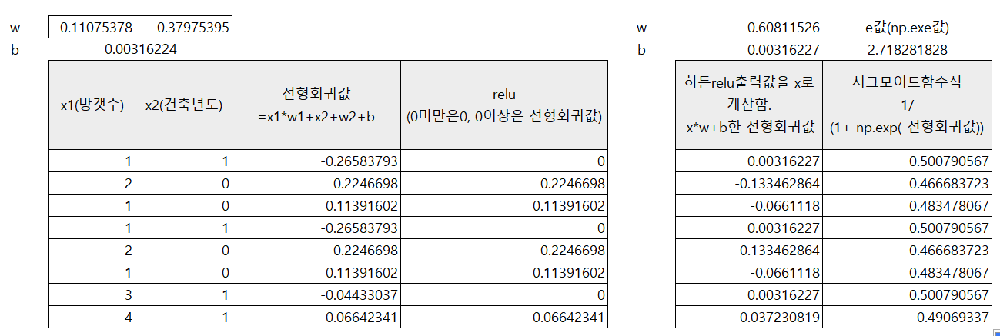 w 0.11075378 -0.37975395 w -0.60811526 e값(np.exe값)
b 0.00316224 b 0.00316227 2.718281828
x1(방갯수) x2(건축년도) 선형회귀값 relu 히든relu출력값을 x로 시그모이드함수식
=x1*w1+x2+w2+b (0미만은0, 0이상은 선형회귀값) 계산함. 1/
x*w+b한 선형회귀값 (1+ np.exp(-선형회귀값))
1 1 -0.26583793 0 0.00316227 0.500790567
2 0 0.2246698 0.2246698 -0.133462864 0.466683723
1 0 0.11391602 0.11391602 -0.0661118 0.483478067
1 1 -0.26583793 0 0.00316227 0.500790567
2 0 0.2246698 0.2246698 -0.133462864 0.466683723
1 0 0.11391602 0.11391602 -0.0661118 0.483478067
3 1 -0.04433037 0 0.00316227 0.500790567
4 1 0.06642341 0.06642341 -0.037230819 0.49069337